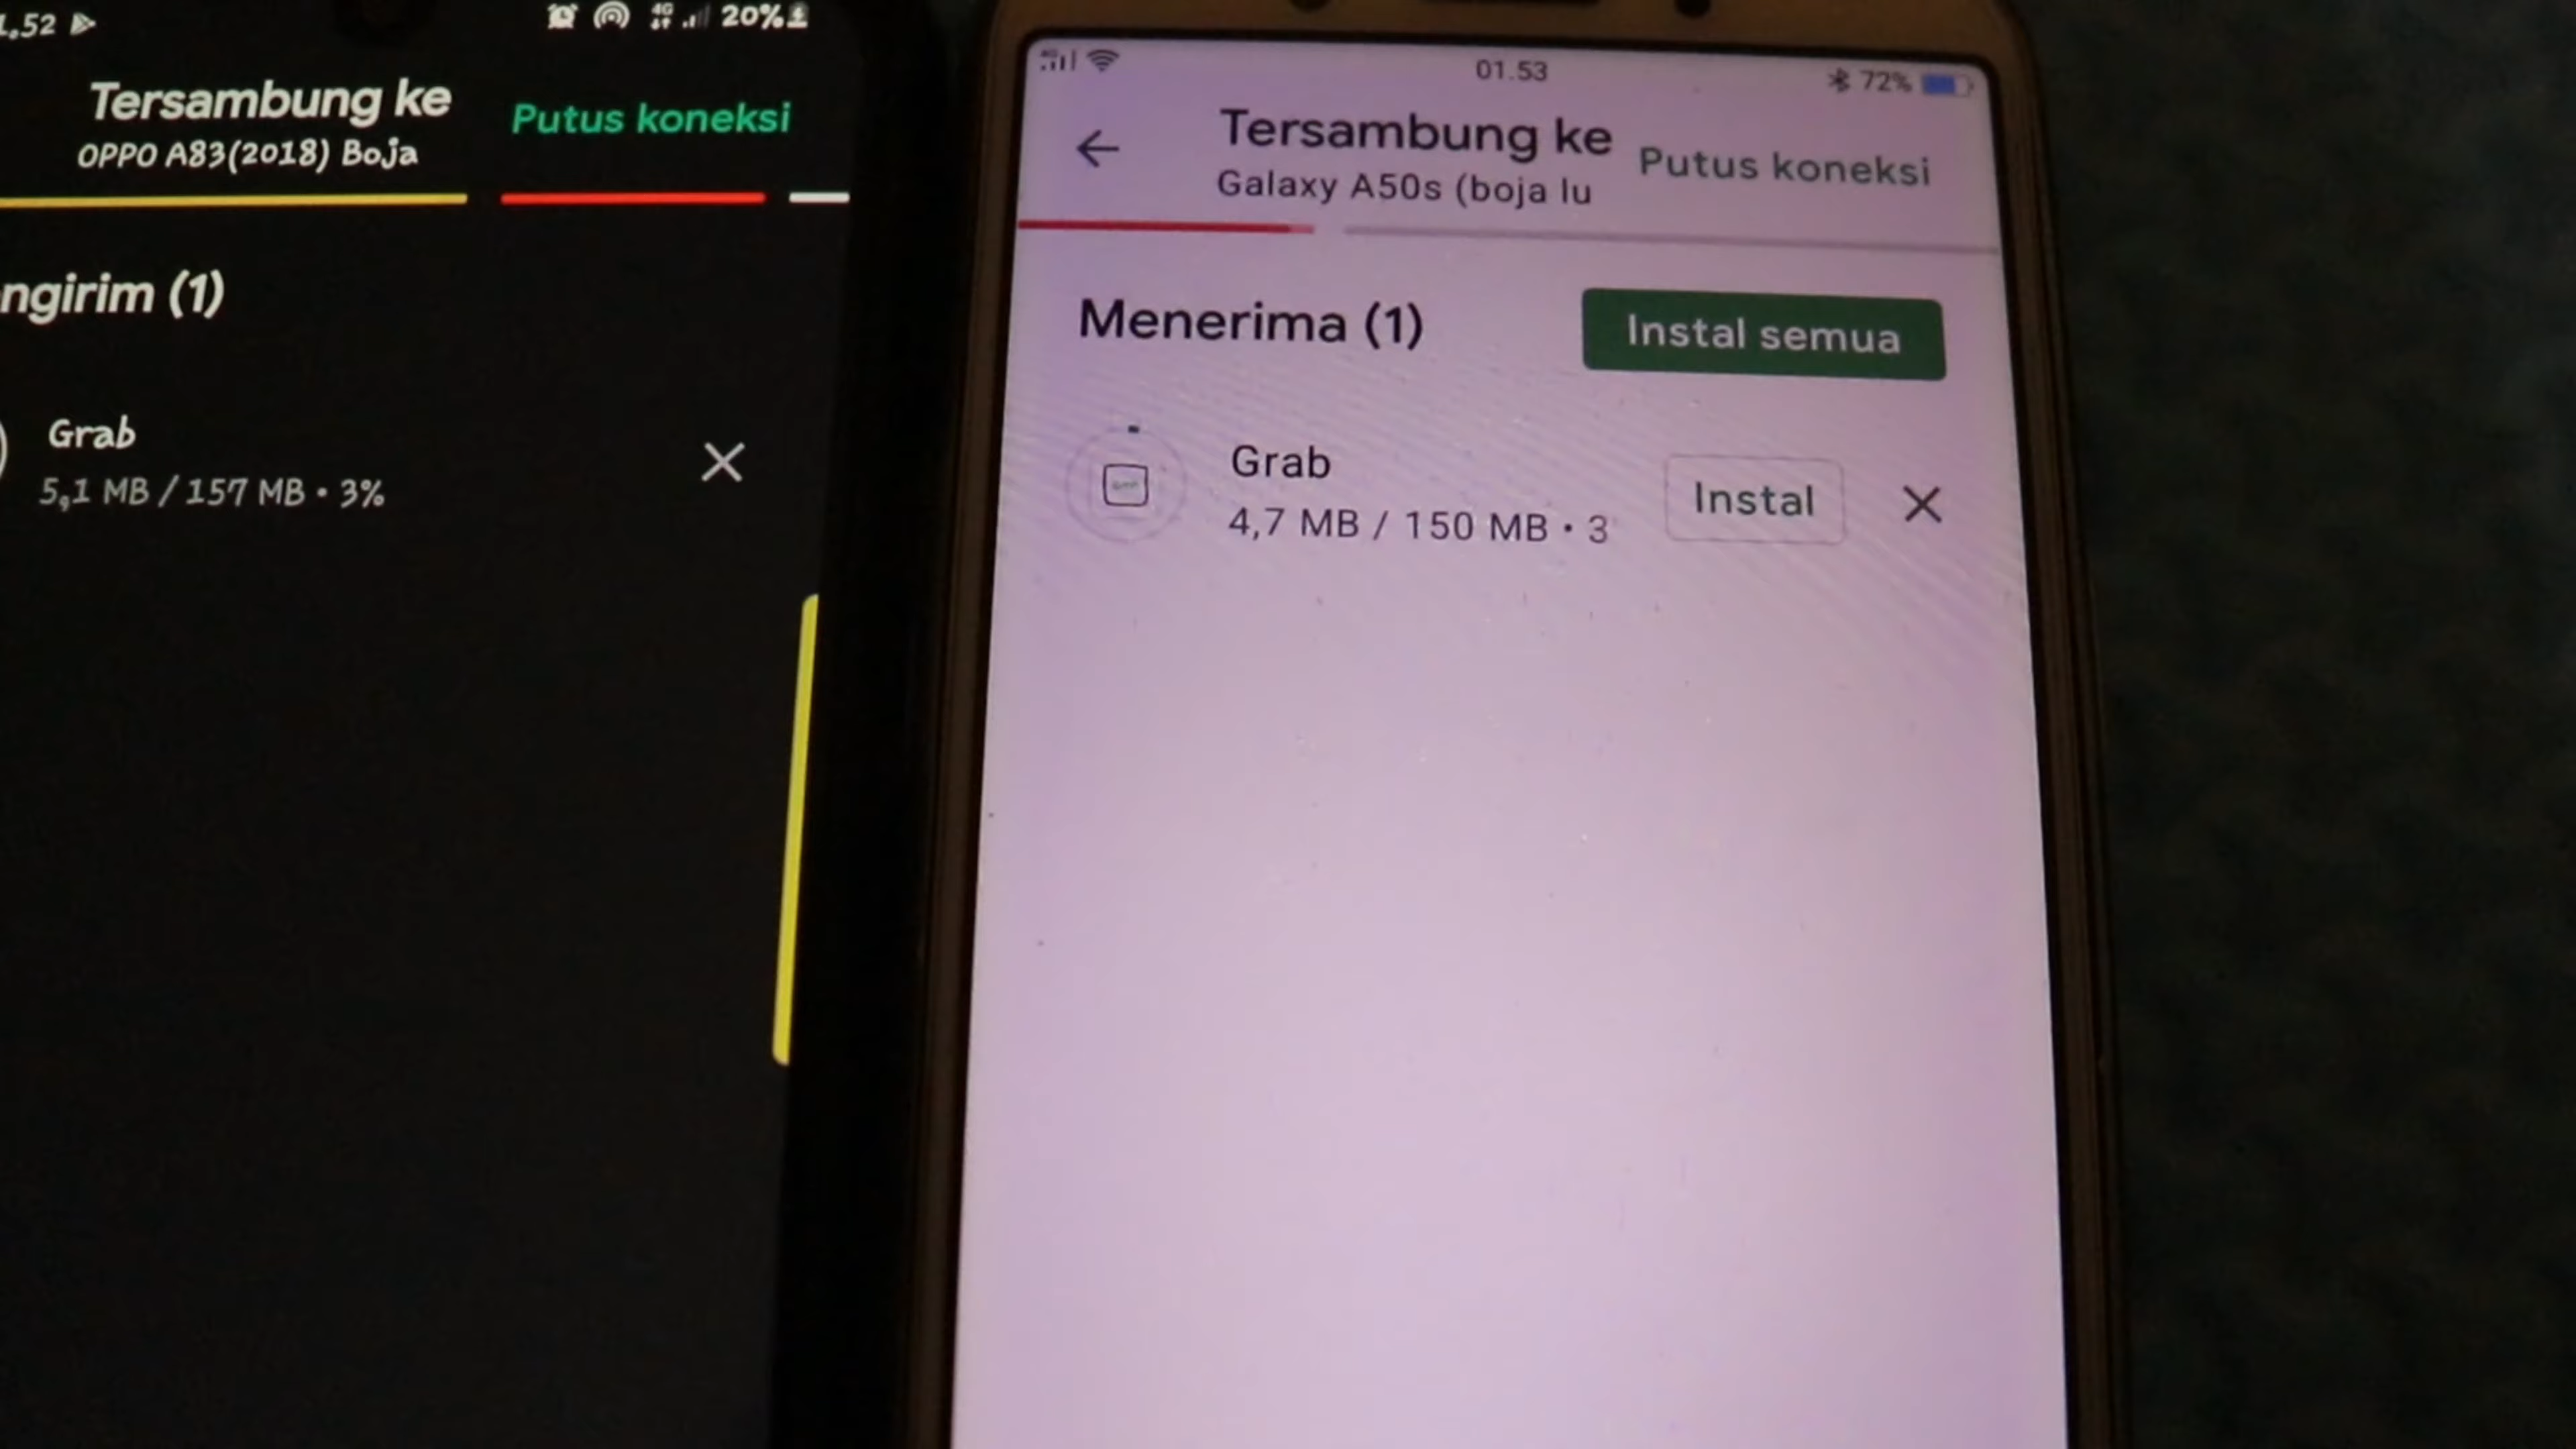 1.52
20%
Tersambung ke
Putus koneksi
OPPO A83(2018) Boja
ngirim (1)
Grab
5,1 MB / 157 MB • 3%
4G
01.53
72%
Tersambung ke
Putus koneksi
Galaxy A50s (boja lu
Menerima (1)
Instal semua
Grab
4,7 MB / 150 MB • 3
Instal